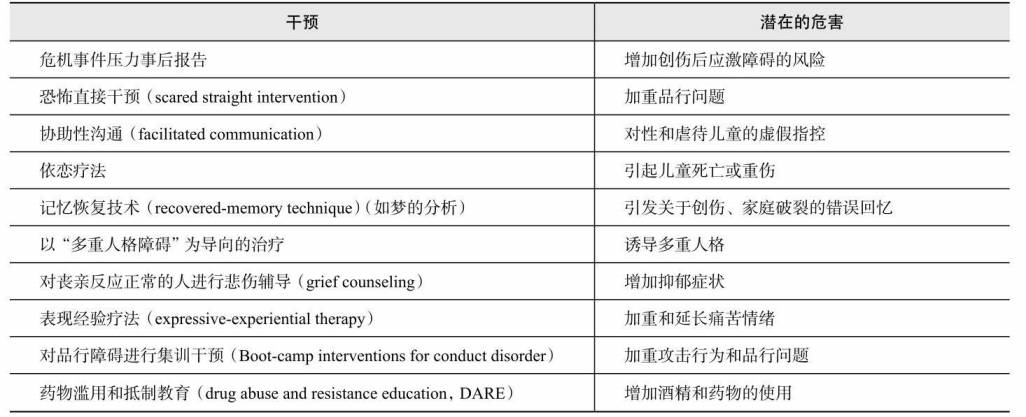 干预 潜在的危害
危机事件压力事后报告 增加创伤后应激障碍的风险
恐怖直接干预（scared straight intervention） 加重品行问题
协助性沟通（facilitated communication） 对性和虐待儿童的虚假指控
依恋疗法 引起儿童死亡或重伤
记忆恢复技术（recovered-memory technique）（如梦的分析） 引发关于创伤、家庭破裂的错误回忆
以“多重人格障碍”为导向的治疗 诱导多重人格
对丧亲反应正常的人进行悲伤辅导（grief counseling） 增加抑郁症状
表现经验疗法（expressive-experiential therapy） 加重和延长痛苦情绪
对品行障碍进行集训干预（Boot-camp interventions for conduct disorder） 加重攻击行为和品行问题
药物滥用和抵制教育（drug abuse and resistance education，DARE） 增加酒精和药物的使用